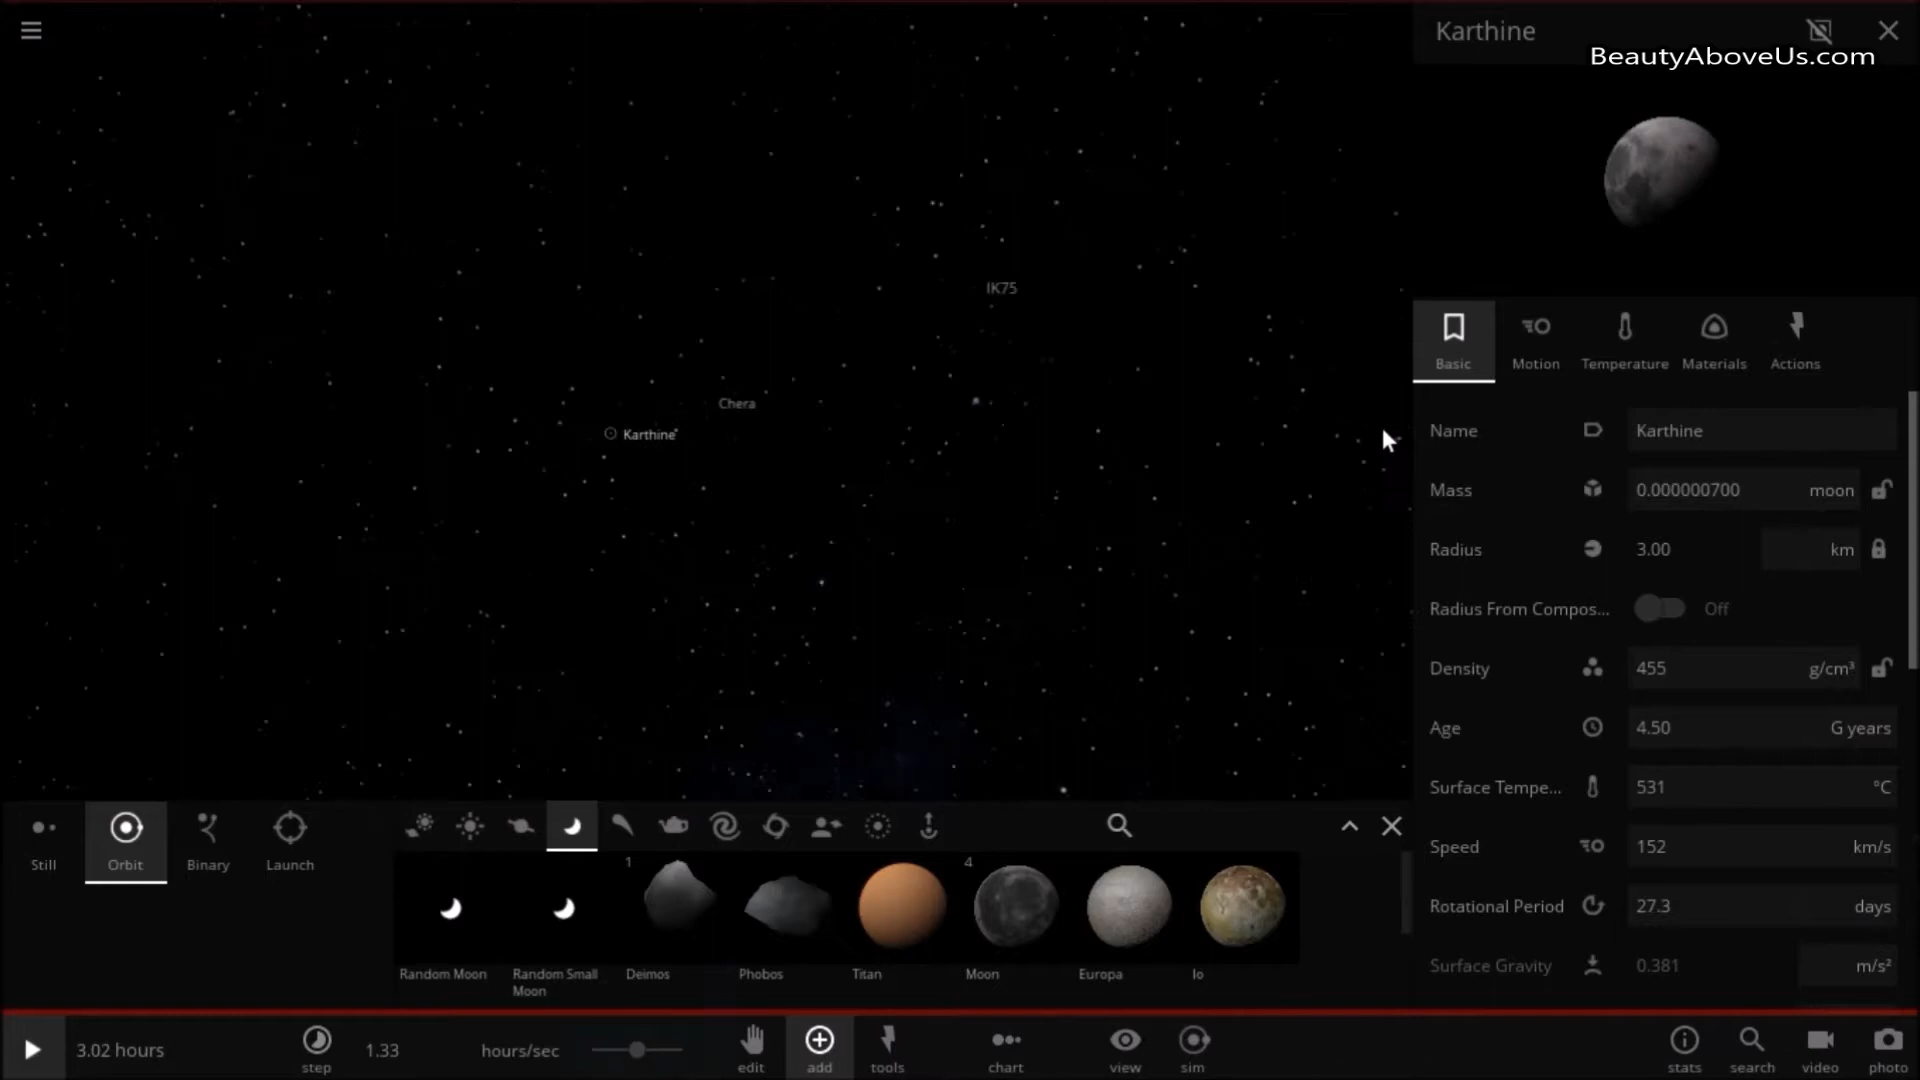 Karthine
BeautyAboveUs.com
IK75
Chera
Karthine
Basic
Motion
Temperature
Materials
Actions
Name
Karthine
Mass
0.000000700 moon
Radius
3.00 km
Radius From Compos...
Off
Density
455 g/cm³
Age
4.50 G years
Surface Tempe...
531 °C
Speed
152 km/s
Rotational Period
27.3 days
Surface Gravity
0.381 m/s²
Still
Orbit
Binary
Launch
1
4
Random Moon
Random Small
Moon
Deimos
Phobos
Titan
Moon
Europa
Io
3.02 hours
step
1.33
hours/sec
edit
add
tools
chart
view
sim
stats
search
video
photo